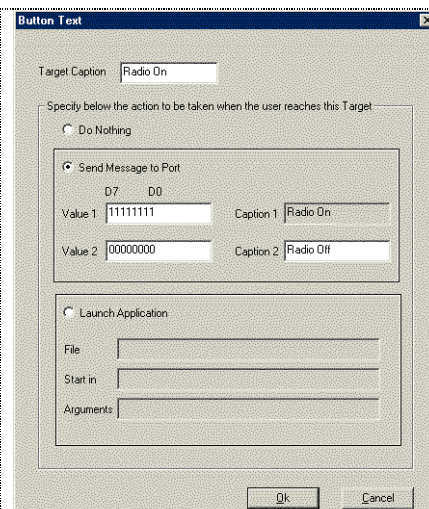 Button Text
Target Caption Radio On
Specify below the action to be taken when the user reaches this Target
Do Nothing
Send Message to Port
D7 D0
Value 1 11111111 Caption 1 Radio On
Value 2 00000000 Caption 2 Radio Off
Launch Application
File
Start in
Arguments
Ok Cancel